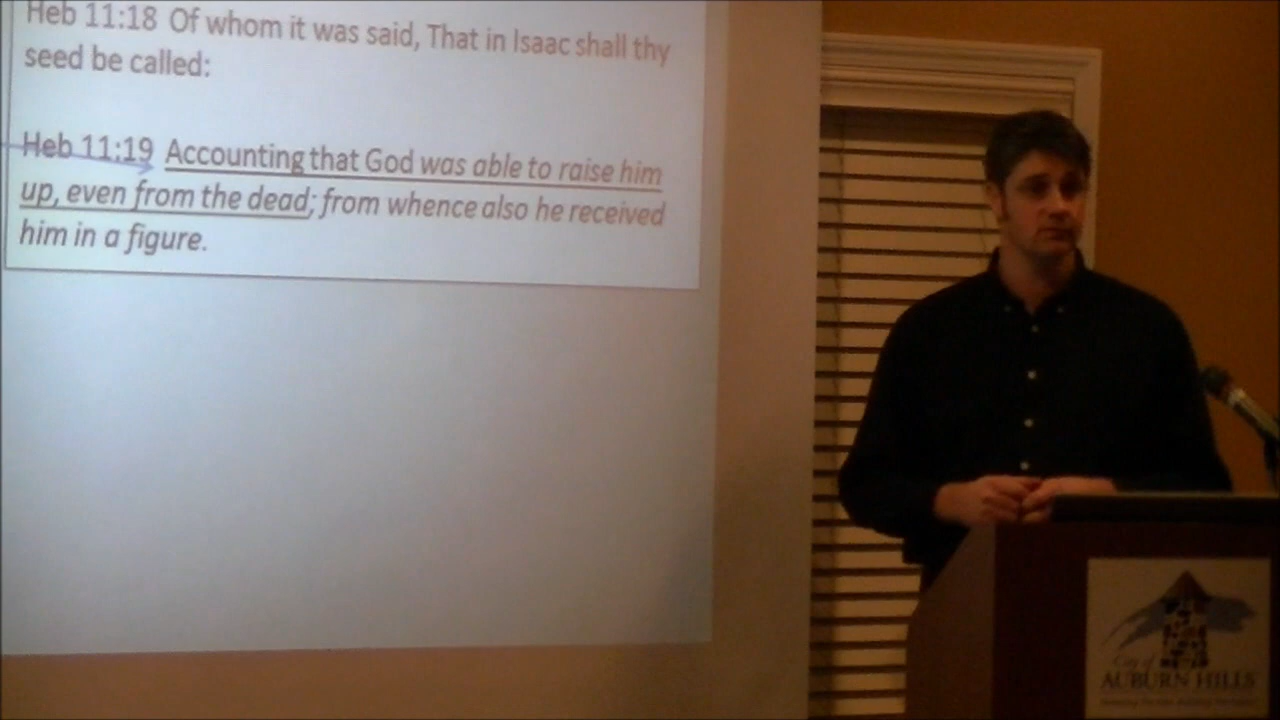 Heb 11:18 Of whom it was said, That in Isaac shall thy
seed be called:
Heb 11:19 Accounting that God was able to raise him
up, even from the dead; from whence also he received
him in a figure.
City of
AUBURN HILLS